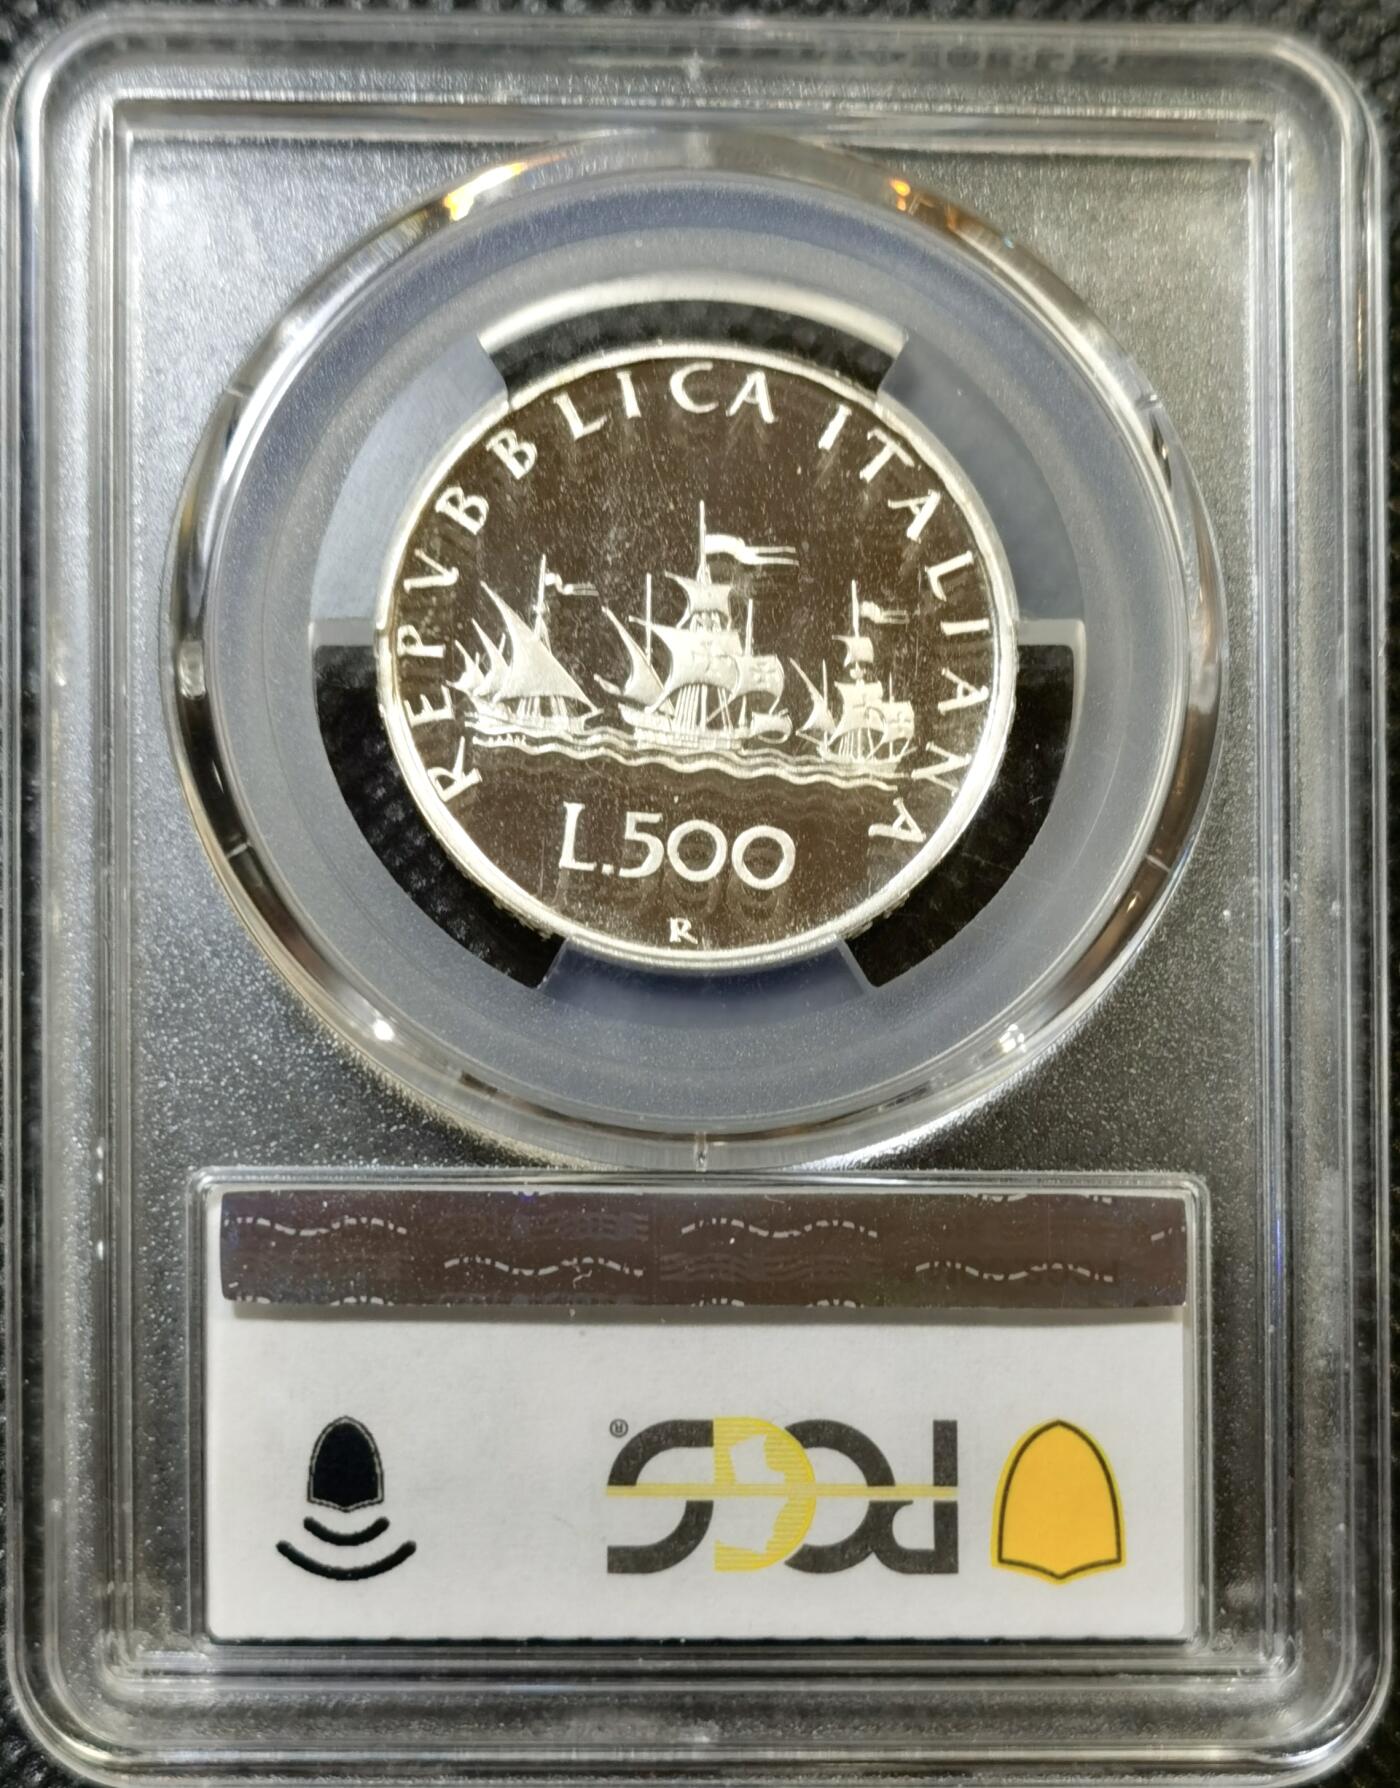 REPVBBLICA ITALIANA
L.500
R
PCGS
®